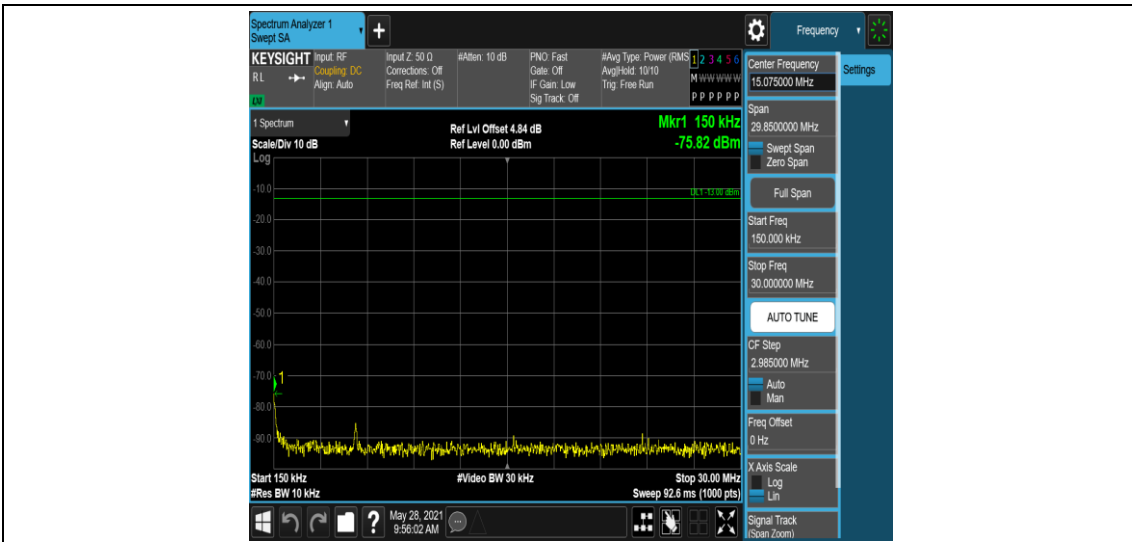 Spectrum Analyzer 1
Swept SA
+
Frequency
KEYSIGHT
RL
LXI
Input: RF
Coupling: DC
Align: Auto
Input Z: 50 Ω
Corrections: Off
Freq Ref: Int (S)
#Atten: 10 dB
PNO: Fast
Gate: Off
IF Gain: Low
Sig Track: Off
#Avg Type: Power (RMS
Avg|Hold: 10/10
Trig: Free Run
1 2 3 4 5 6
M W W W W W
P P P P P P
1 Spectrum
Scale/Div 10 dB
Log
Ref Lvl Offset 4.84 dB
Ref Level 0.00 dBm
Mkr1 150 kHz
-75.82 dBm
DL1 -13.00 dBm
-10.0
-20.0
-30.0
-40.0
-50.0
-60.0
-70.0
1
-80.0
-90.0
Start 150 kHz
#Res BW 10 kHz
#Video BW 30 kHz
Stop 30.00 MHz
Sweep 92.6 ms (1000 pts)
?
May 28, 2021
9:56:02 AM
Center Frequency
15.075000 MHz
Settings
Span
29.8500000 MHz
Swept Span
Zero Span
Full Span
Start Freq
150.000 kHz
Stop Freq
30.000000 MHz
AUTO TUNE
CF Step
2.985000 MHz
Auto
Man
Freq Offset
0 Hz
X Axis Scale
Log
Lin
Signal Track
(Span Zoom)